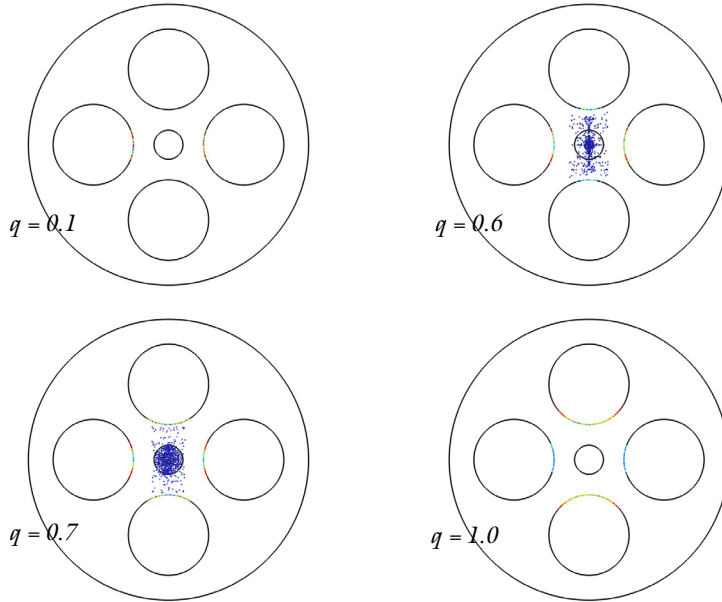 q = 0.1
q = 0.6
q = 0.7
q = 1.0